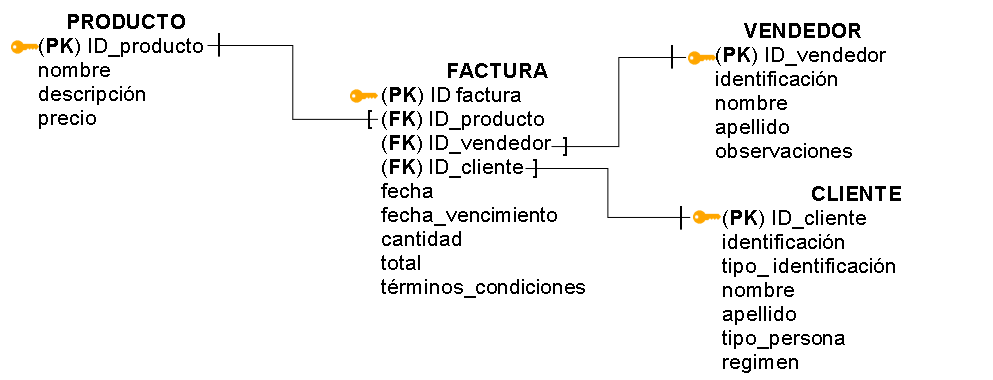 PRODUCTO
(PK) ID_producto
nombre
descripción
precio
FACTURA
(PK) ID factura
(FK) ID_producto
(FK) ID_vendedor
(FK) ID_cliente
fecha
fecha_vencimiento
cantidad
total
términos_condiciones
VENDEDOR
(PK) ID_vendedor
identificación
nombre
apellido
observaciones
CLIENTE
(PK) ID_cliente
identificación
tipo_ identificación
nombre
apellido
tipo_persona
regimen